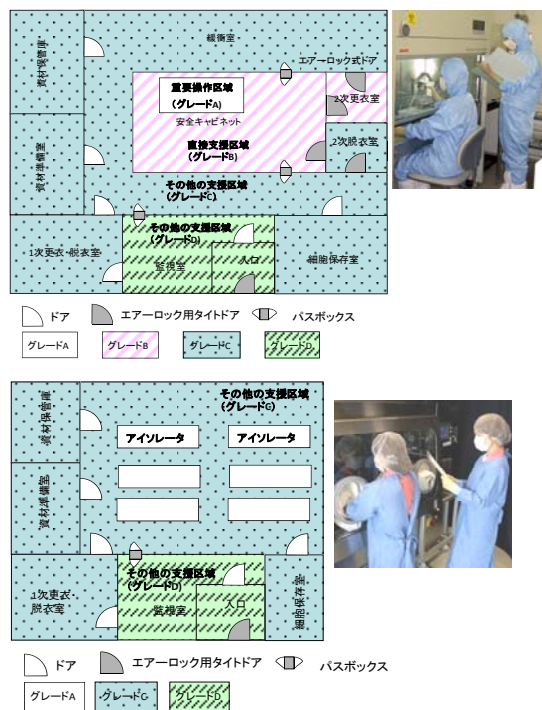 緩衝室
資材保管庫
エアーロック式ドア
重要操作区域
(グレードA)
2次更衣室
安全キャビネット
直接支援区域
(グレードB)
2次脱衣室
資材準備室
その他の支援区域
(グレードC)
その他の支援区域
(グレードD)
1次更衣・脱衣室
監視室
入口
細胞保存室
ドア
エアーロック用タイトドア
パスボックス
グレードA
グレードB
グレードC
グレードD
その他の支援区域
(グレードC)
資材保管庫
アイソレータ
アイソレータ
資材準備室
その他の支援区域
(グレードD)
1次更衣・
脱衣室
監視室
入口
細胞保存室
ドア
エアーロック用タイトドア
パスボックス
グレードA
グレードC
グレードD